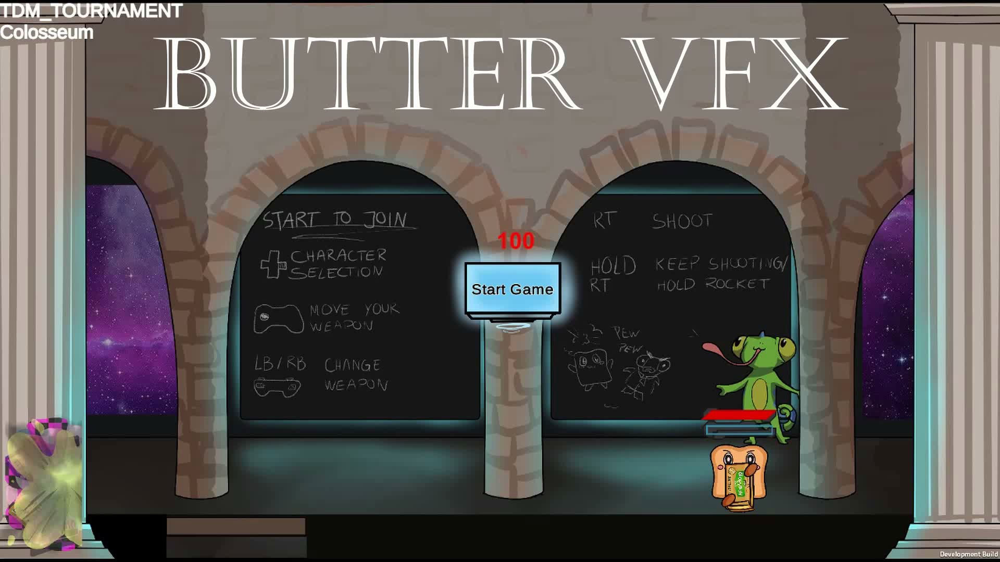 TDM_TOURNAMENT
Colosseum
BUTTER VFX
START TO JOIN
CHARACTER
SELECTION
MOVE YOUR
WEAPON
LB/RB CHANGE
WEAPON
100
Start Game
RT SHOOT
HOLD KEEP SHOOTING/
RT HOLD ROCKET
PEW
PEW
Development Build